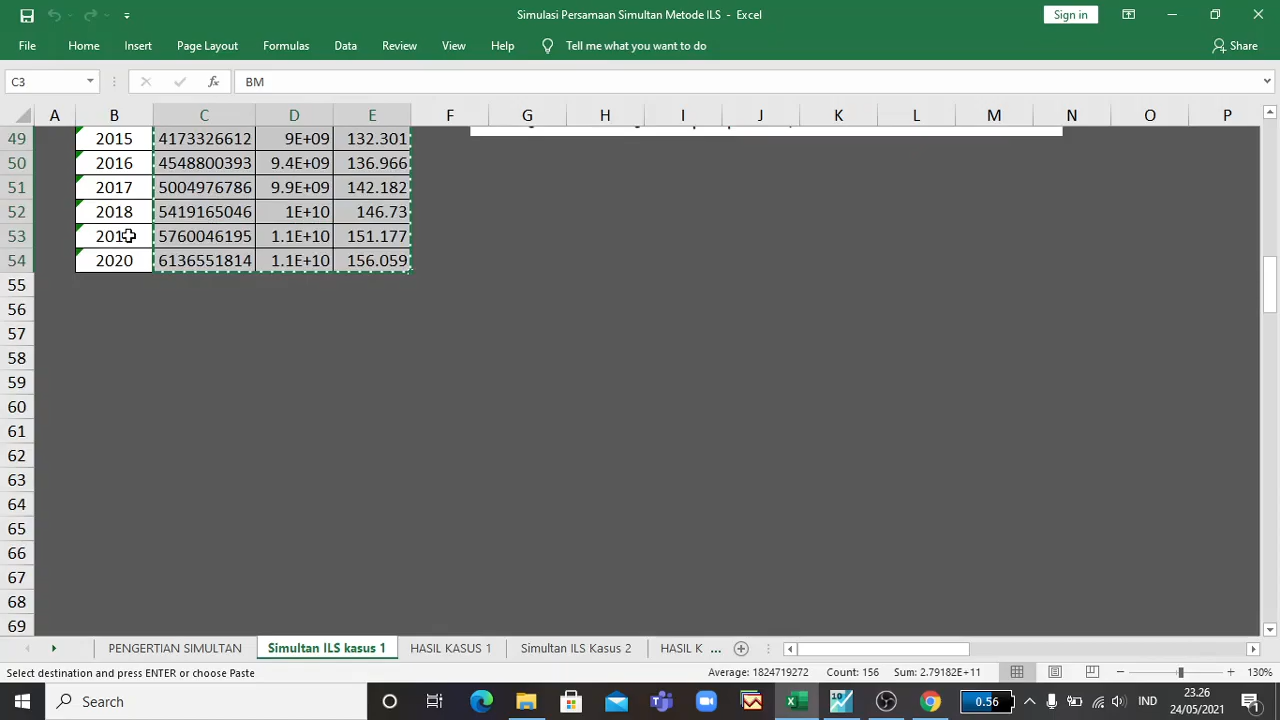 Simulasi Persamaan Simultan Metode ILS - Excel
Sign in
File Home Insert Page Layout Formulas Data Review View Help Tell me what you want to do Share
C3 fx BM
A B C D E F G H I J K L M N O P
49 2015 4173326612 9E+09 132.301
50 2016 4548800393 9.4E+09 136.966
51 2017 5004976786 9.9E+09 142.182
52 2018 5419165046 1E+10 146.73
53 201 5760046195 1.1E+10 151.177
54 2020 6136551814 1.1E+10 156.059
55
56
57
58
59
60
61
62
63
64
65
66
67
68
69
PENGERTIAN SIMULTAN Simultan ILS kasus 1 HASIL KASUS 1 Simultan ILS Kasus 2 HASIL K ...
Select destination and press ENTER or choose Paste Average: 1824719272 Count: 156 Sum: 2.79182E+11 130%
Search 10 0.56 IND 23.26
24/05/2021 1